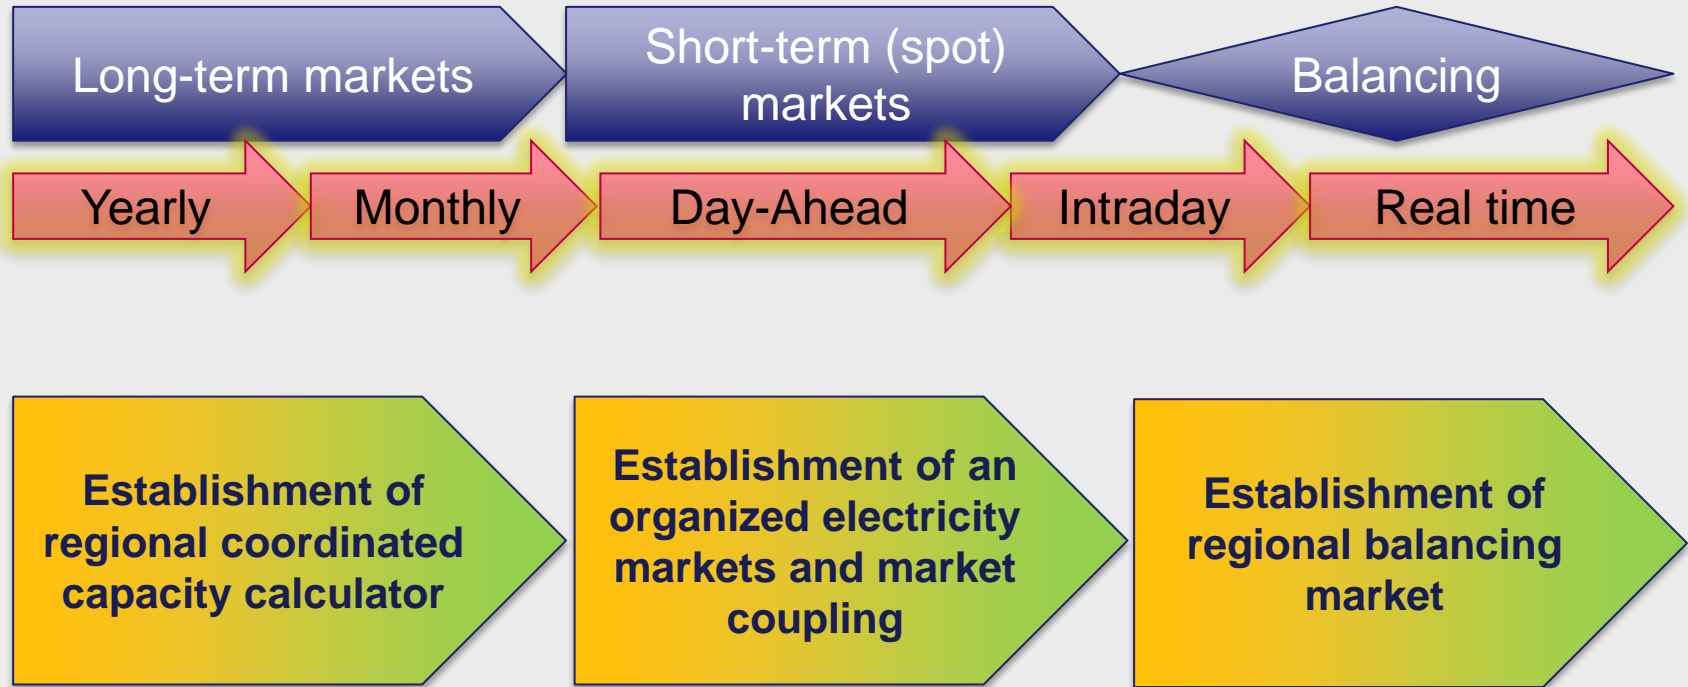 Long-term markets
Short-term (spot)
markets
Balancing
Yearly
Monthly
Day-Ahead
Intraday
Real time
Establishment of
regional coordinated
capacity calculator
Establishment of an
organized electricity
markets and market
coupling
Establishment of
regional balancing
market